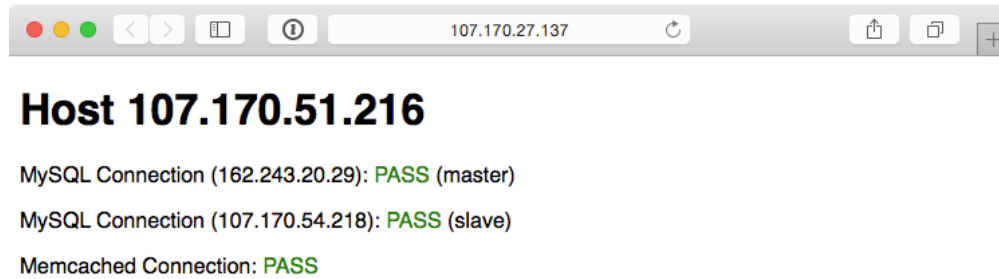 107.170.27.137
Host 107.170.51.216
MySQL Connection (162.243.20.29): PASS (master)
MySQL Connection (107.170.54.218): PASS (slave)
Memcached Connection: PASS